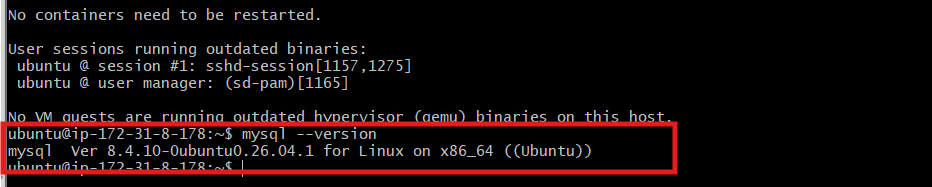 No containers need to be restarted.
User sessions running outdated binaries:
ubuntu @ session #1: sshd-session[1157,1275]
ubuntu @ user manager: (sd-pam)[1165]
No VM guests are running outdated hypervisor (qemu) binaries on this host.
ubuntu@ip-172-31-8-178:~$ mysql --version
mysql  Ver 8.4.10-0ubuntu0.26.04.1 for Linux on x86_64 ((Ubuntu))
ubuntu@ip-172-31-8-178:~$